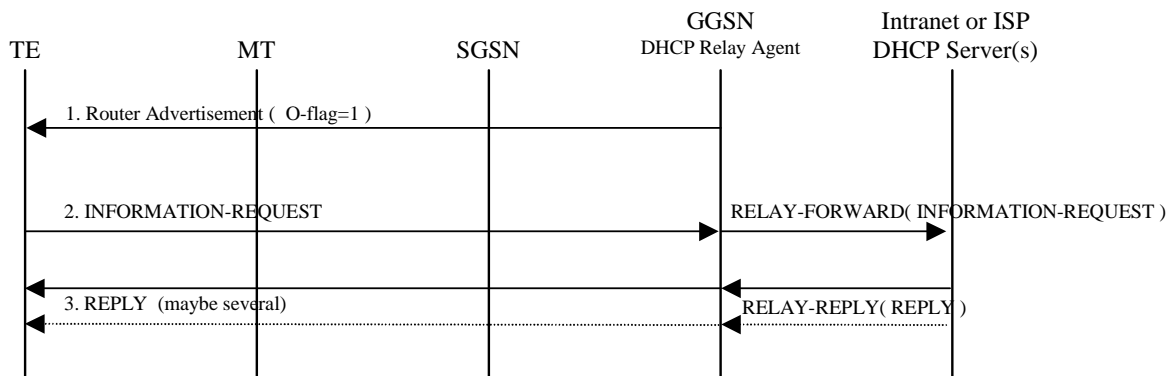 GGSN
Intranet or ISP
TE
MT
SGSN
DHCP Relay Agent
DHCP Server(s)
1. Router Advertisement ( O-flag=1 )
2. INFORMATION-REQUEST
RELAY-FORWARD( INFORMATION-REQUEST )
3. REPLY (maybe several)
RELAY-REPLY( REPLY )